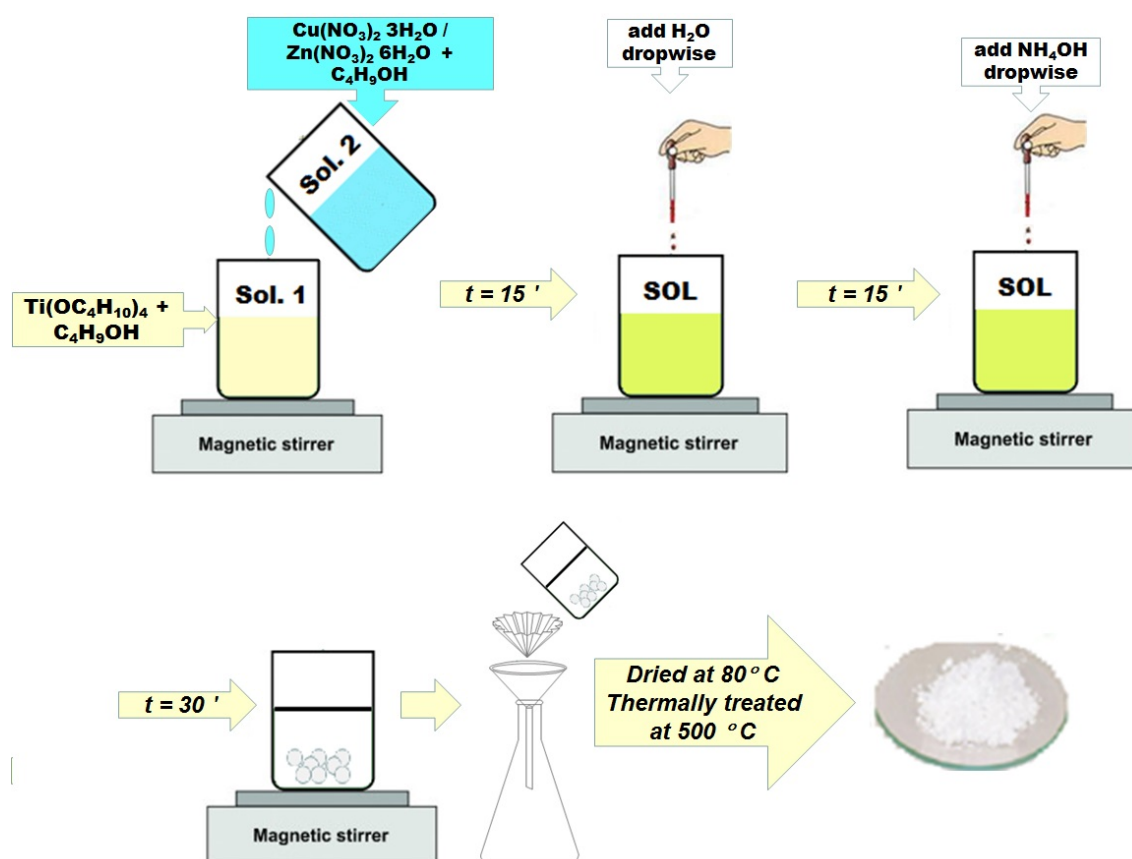 Cu(NO₃)₂ 3H₂O /
Zn(NO₃)₂ 6H₂O +
C₄H₉OH
add H₂O
dropwise
add NH₄OH
dropwise
Sol. 2
Ti(OC₄H₁₀)₄ +
C₄H₉OH
Sol. 1
t = 15 '
SOL
t = 15 '
SOL
Magnetic stirrer
Magnetic stirrer
Magnetic stirrer
t = 30 '
Dried at 80° C
Thermally treated
at 500 °C
Magnetic stirrer